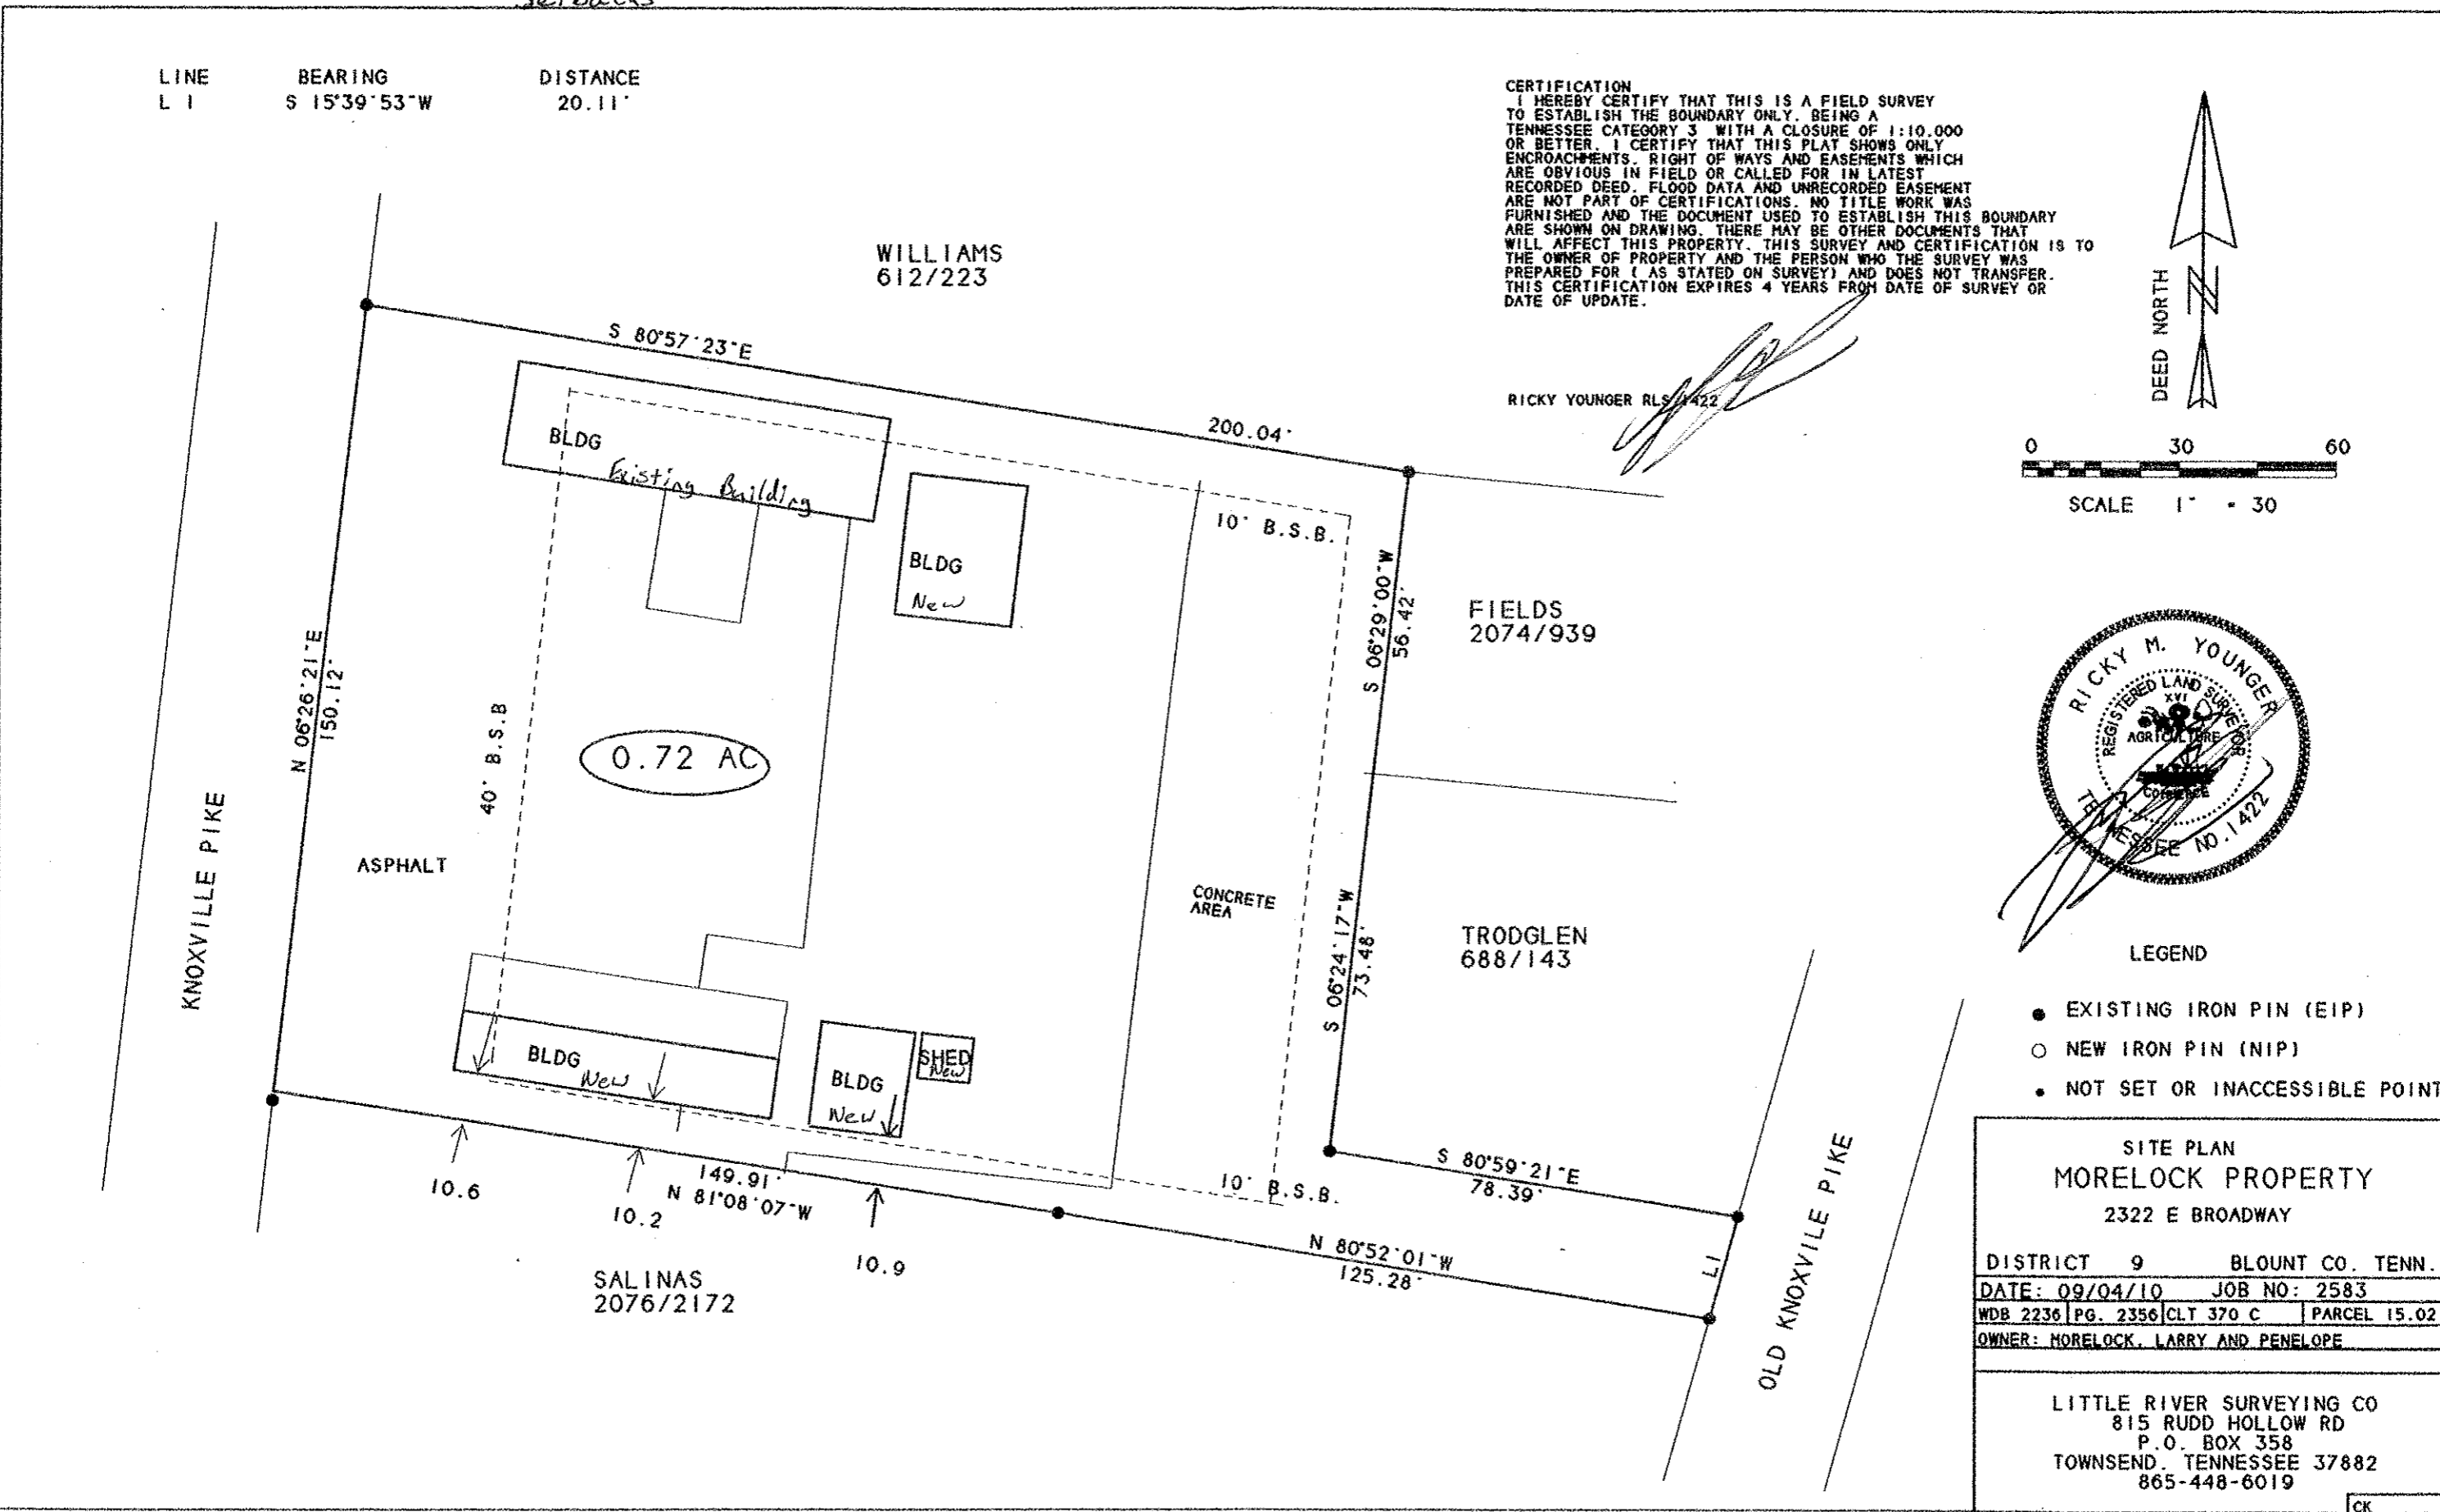 setbacks
LINE BEARING DISTANCE
L 1 S 15°39'53"W 20.11'
CERTIFICATION
I HEREBY CERTIFY THAT THIS IS A FIELD SURVEY
TO ESTABLISH THE BOUNDARY ONLY. BEING A
TENNESSEE CATEGORY 3 WITH A CLOSURE OF 1:10.000
OR BETTER. I CERTIFY THAT THIS PLAT SHOWS ONLY
ENCROACHMENTS. RIGHT OF WAYS AND EASEMENTS WHICH
ARE OBVIOUS IN FIELD OR CALLED FOR IN LATEST
RECORDED DEED. FLOOD DATA AND UNRECORDED EASEMENT
ARE NOT PART OF CERTIFICATIONS. NO TITLE WORK WAS
FURNISHED AND THE DOCUMENT USED TO ESTABLISH THIS BOUNDARY
ARE SHOWN ON DRAWING. THERE MAY BE OTHER DOCUMENTS THAT
WILL AFFECT THIS PROPERTY. THIS SURVEY AND CERTIFICATION IS TO
THE OWNER OF PROPERTY AND THE PERSON WHO THE SURVEY WAS
PREPARED FOR ( AS STATED ON SURVEY) AND DOES NOT TRANSFER.
THIS CERTIFICATION EXPIRES 4 YEARS FROM DATE OF SURVEY OR
DATE OF UPDATE.
RICKY YOUNGER RLS 1422
DEED NORTH
N
0 30 60
SCALE 1" = 30
WILLIAMS
612/223
S 80°57'23"E
200.04'
BLDG
Existing Building
BLDG
New
10' B.S.B.
S 06°29'00"W
56.42'
FIELDS
2074/939
N 06°26'21"E
150.12'
40' B.S.B
0.72 AC
ASPHALT
KNOXVILLE PIKE
CONCRETE
AREA
S 06°24'17"W
73.48'
TRODGLEN
688/143
RICKY M. YOUNGER
REGISTERED LAND SURVEYOR
XVI
AGRICULTURE
COMMERCE
TENNESSEE NO. 1422
LEGEND
EXISTING IRON PIN (EIP)
NEW IRON PIN (NIP)
NOT SET OR INACCESSIBLE POINT
BLDG
New
BLDG
New
SHED
New
10.6
10.2
149.91'
N 81°08'07"W
10.9
10' B.S.B.
S 80°59'21"E
78.39'
N 80°52'01"W
125.28'
L1
OLD KNOXVILE PIKE
SALINAS
2076/2172
SITE PLAN
MORELOCK PROPERTY
2322 E BROADWAY
DISTRICT 9 BLOUNT CO. TENN.
DATE: 09/04/10 JOB NO: 2583
WDB 2236 PG. 2356 CLT 370 C PARCEL 15.02
OWNER: MORELOCK, LARRY AND PENELOPE
LITTLE RIVER SURVEYING CO
815 RUDD HOLLOW RD
P.O. BOX 358
TOWNSEND. TENNESSEE 37882
865-448-6019
CK